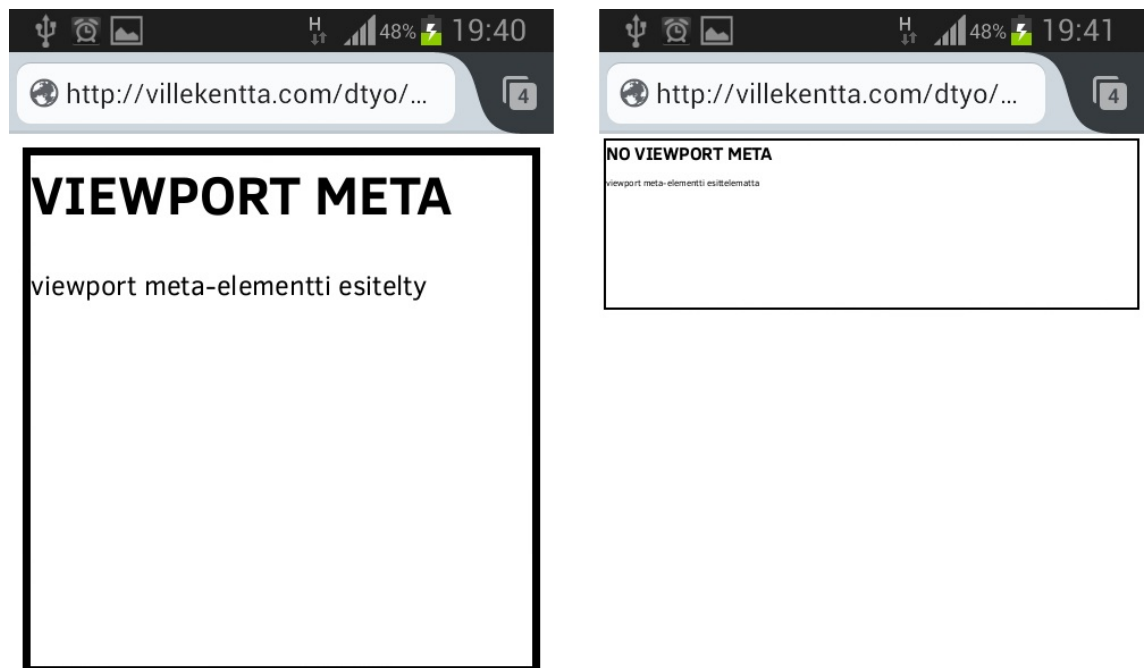 H 48% 19:40
http://villekentta.com/dtyo/...
4
VIEWPORT META
viewport meta-elementti esitelty
H 48% 19:41
http://villekentta.com/dtyo/...
4
NO VIEWPORT META
viewport meta-elementti esittelematta